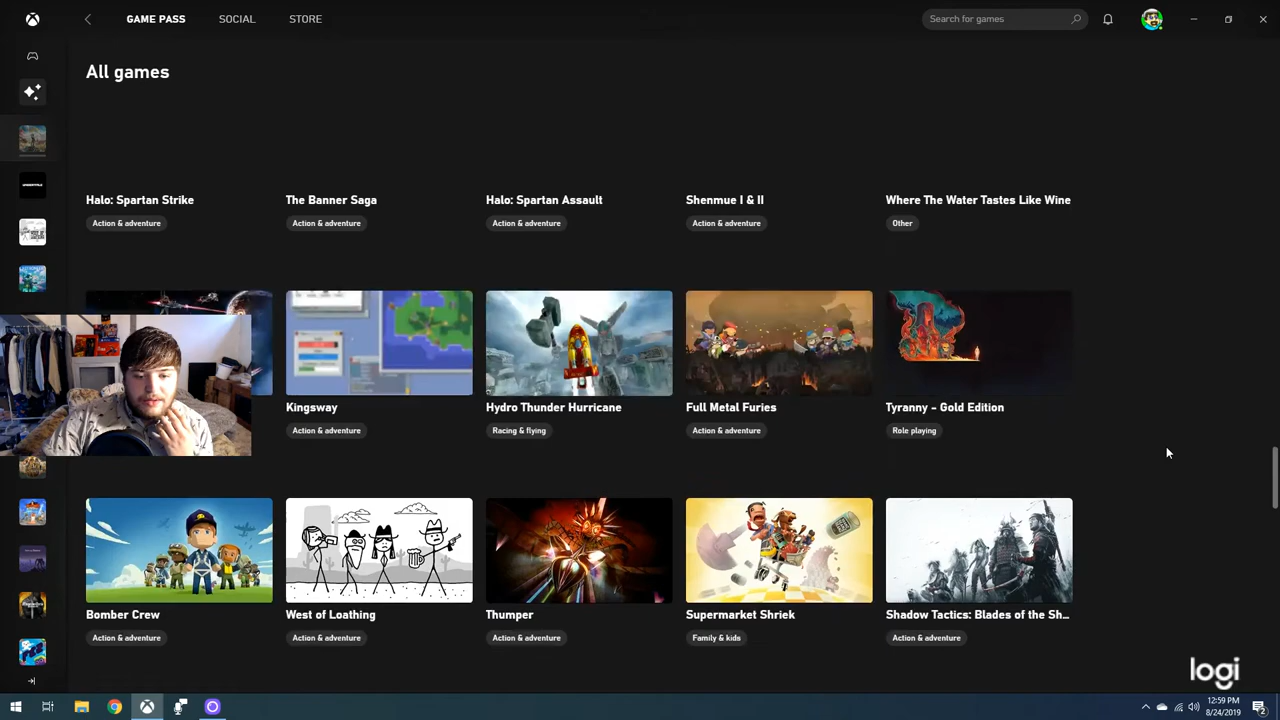 GAME PASS
SOCIAL
STORE
Search for games
All games
Halo: Spartan Strike
The Banner Saga
Halo: Spartan Assault
Shenmue I & II
Where The Water Tastes Like Wine
Action & adventure
Action & adventure
Action & adventure
Action & adventure
Other
Kingsway
Hydro Thunder Hurricane
Full Metal Furies
Tyranny - Gold Edition
Action & adventure
Racing & flying
Action & adventure
Role playing
Bomber Crew
West of Loathing
Thumper
Supermarket Shriek
Shadow Tactics: Blades of the Sh...
Action & adventure
Action & adventure
Action & adventure
Family & kids
Action & adventure
logi
12:59 PM
8/24/2019
2